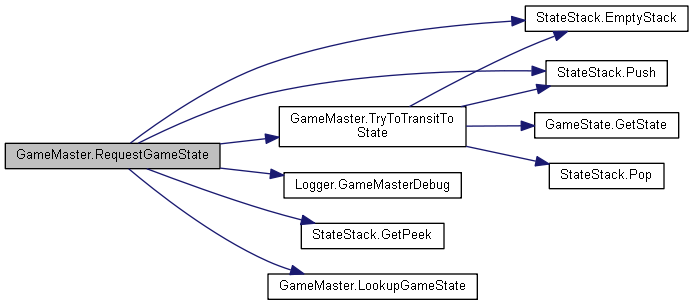 StateStack.EmptyStack
StateStack.Push
GameMaster.TryToTransitTo
State
GameState.GetState
GameMaster.RequestGameState
StateStack.Pop
Logger.GameMasterDebug
StateStack.GetPeek
GameMaster.LookupGameState